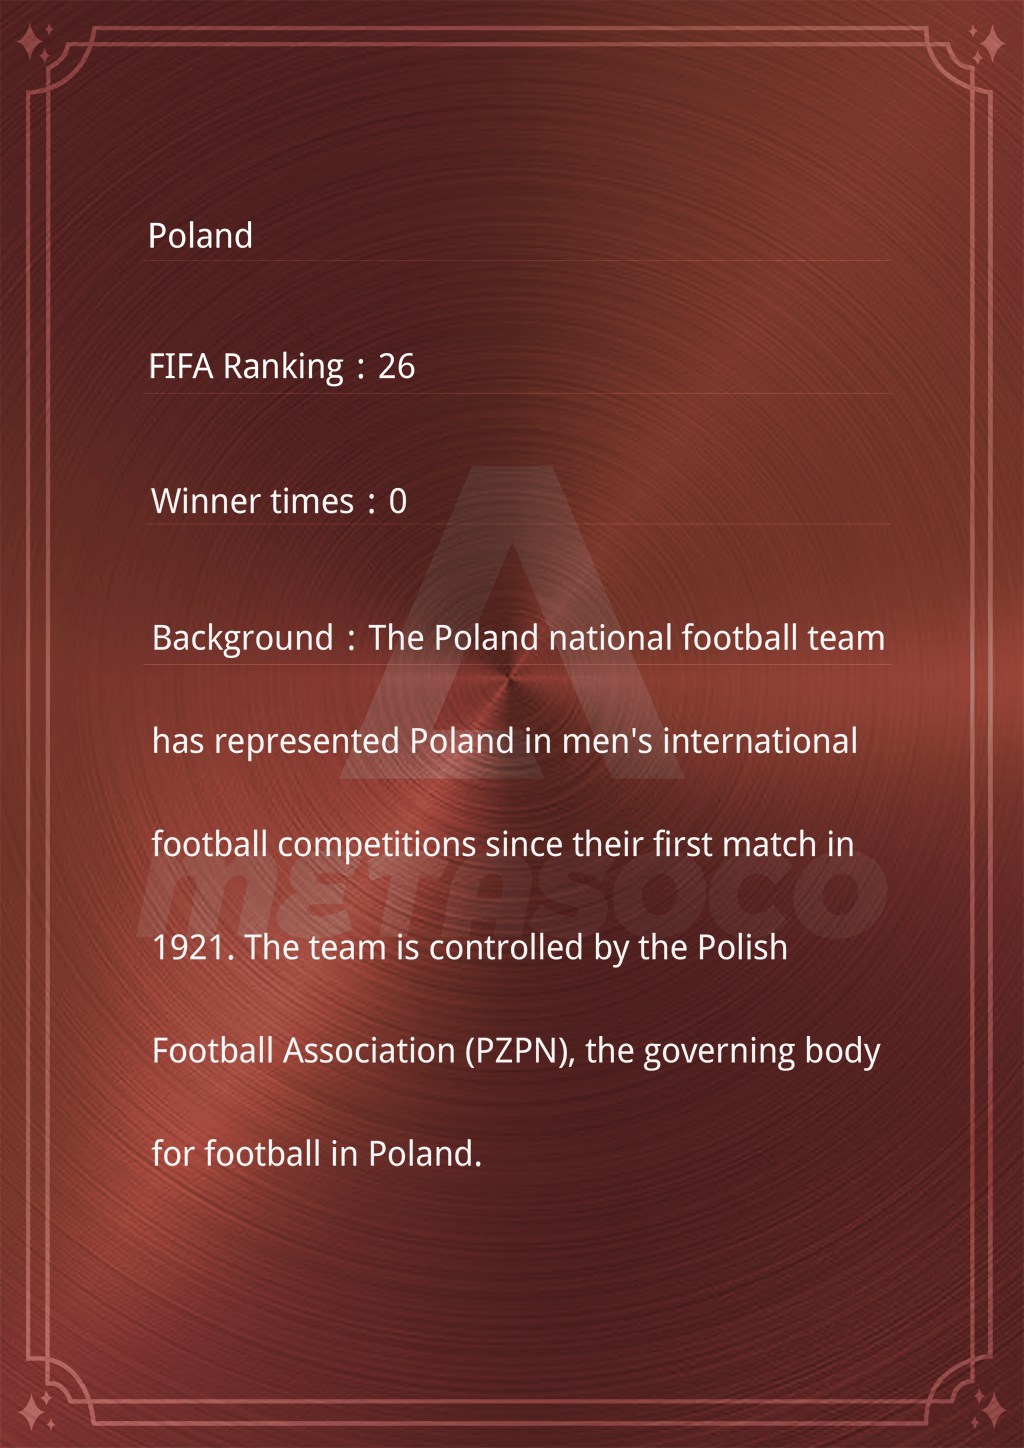 Poland
FIFA Ranking：26
Winner times：0
Background：The Poland national football team
has represented Poland in men's international
football competitions since their first match in
1921. The team is controlled by the Polish
Football Association (PZPN), the governing body
for football in Poland.
METASOCO